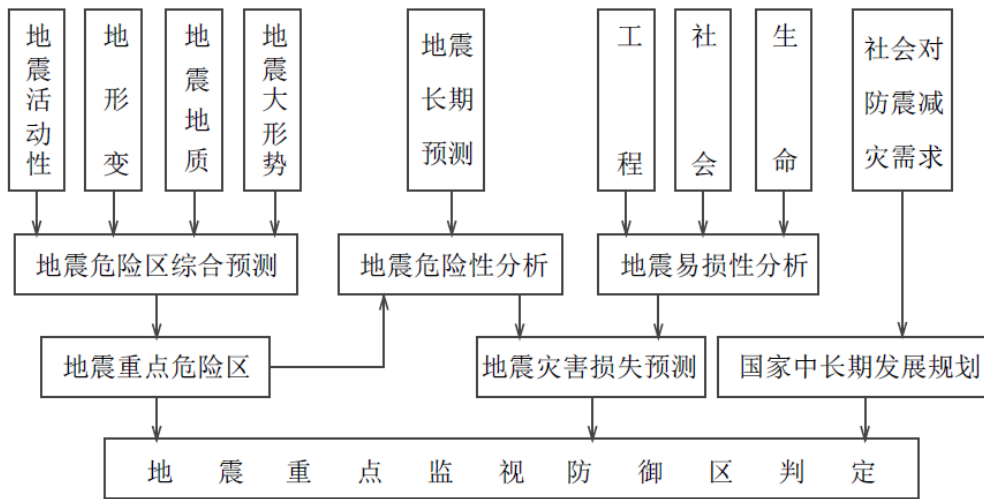 地震活动性
地形变
地震地质
地震大形势
地震
长期
预测
工程
社会
生命
社会对
防震减
灾需求
地震危险区综合预测
地震危险性分析
地震易损性分析
地震重点危险区
地震灾害损失预测
国家中长期发展规划
地震重点监视防御区判定